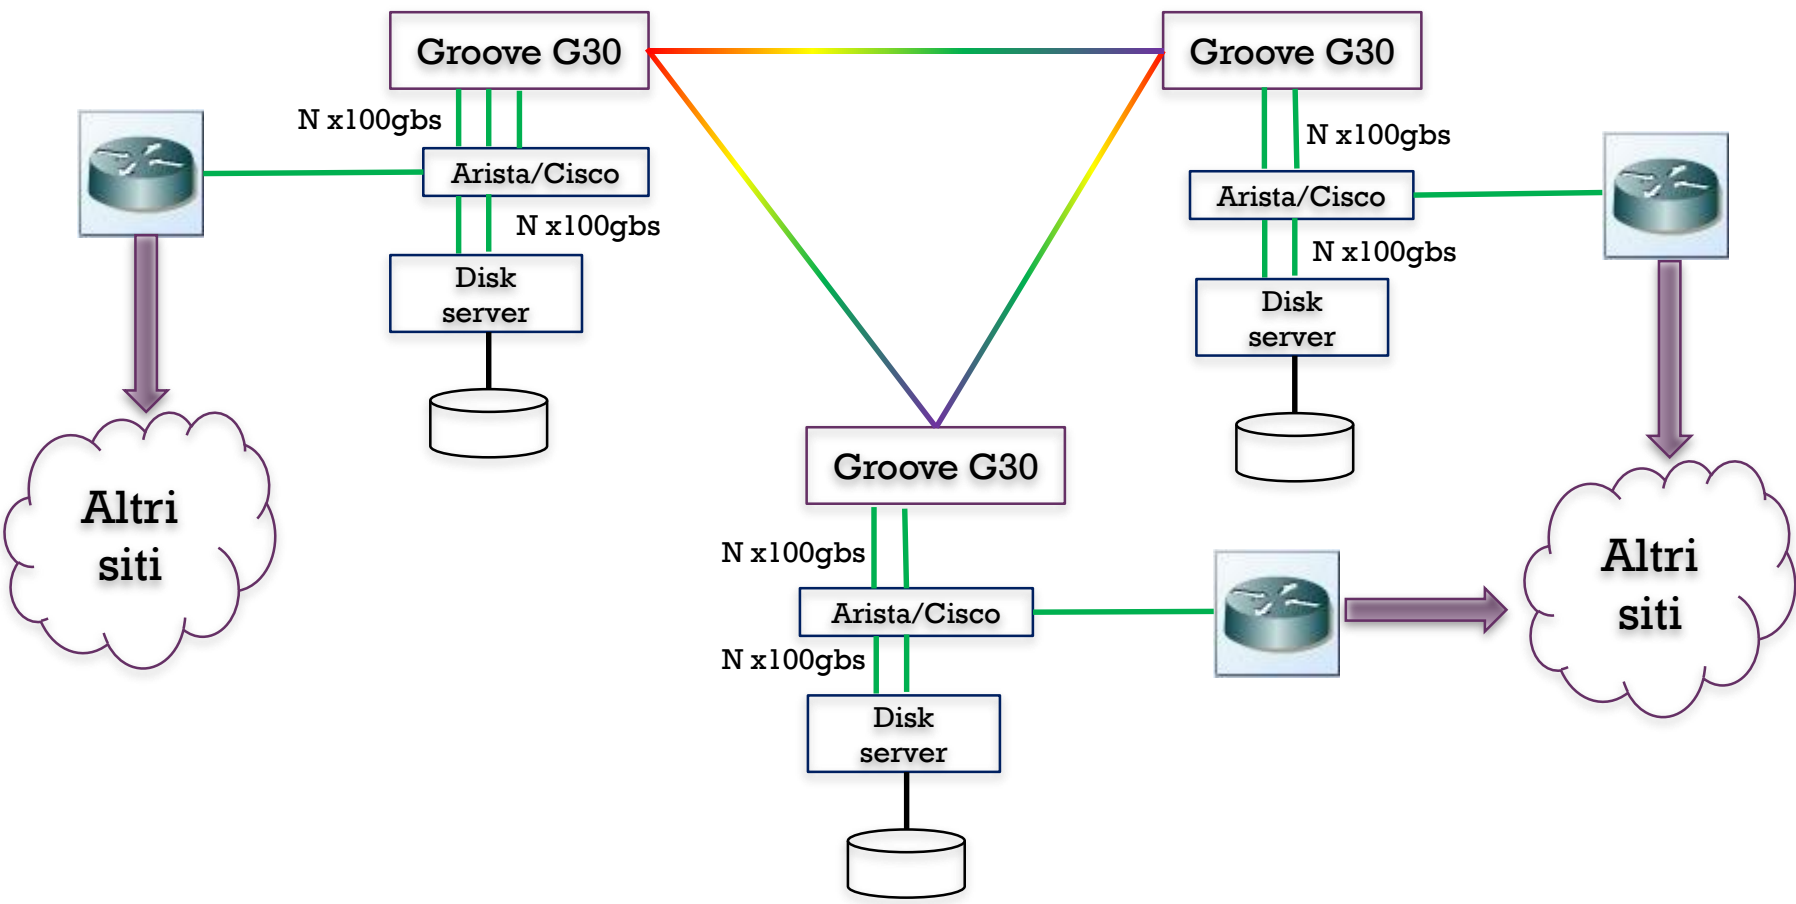 Groove G30
Groove G30
N x100gbs
N x100gbs
Arista/Cisco
Arista/Cisco
N x100gbs
N x100gbs
Disk
server
Disk
server
Groove G30
Altri
siti
N x100gbs
Altri
siti
Arista/Cisco
N x100gbs
Disk
server